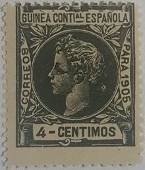 GUINEA CONTIAL ESPAÑOLA
CORREOS
PARA 1905
4-CENTIMOS